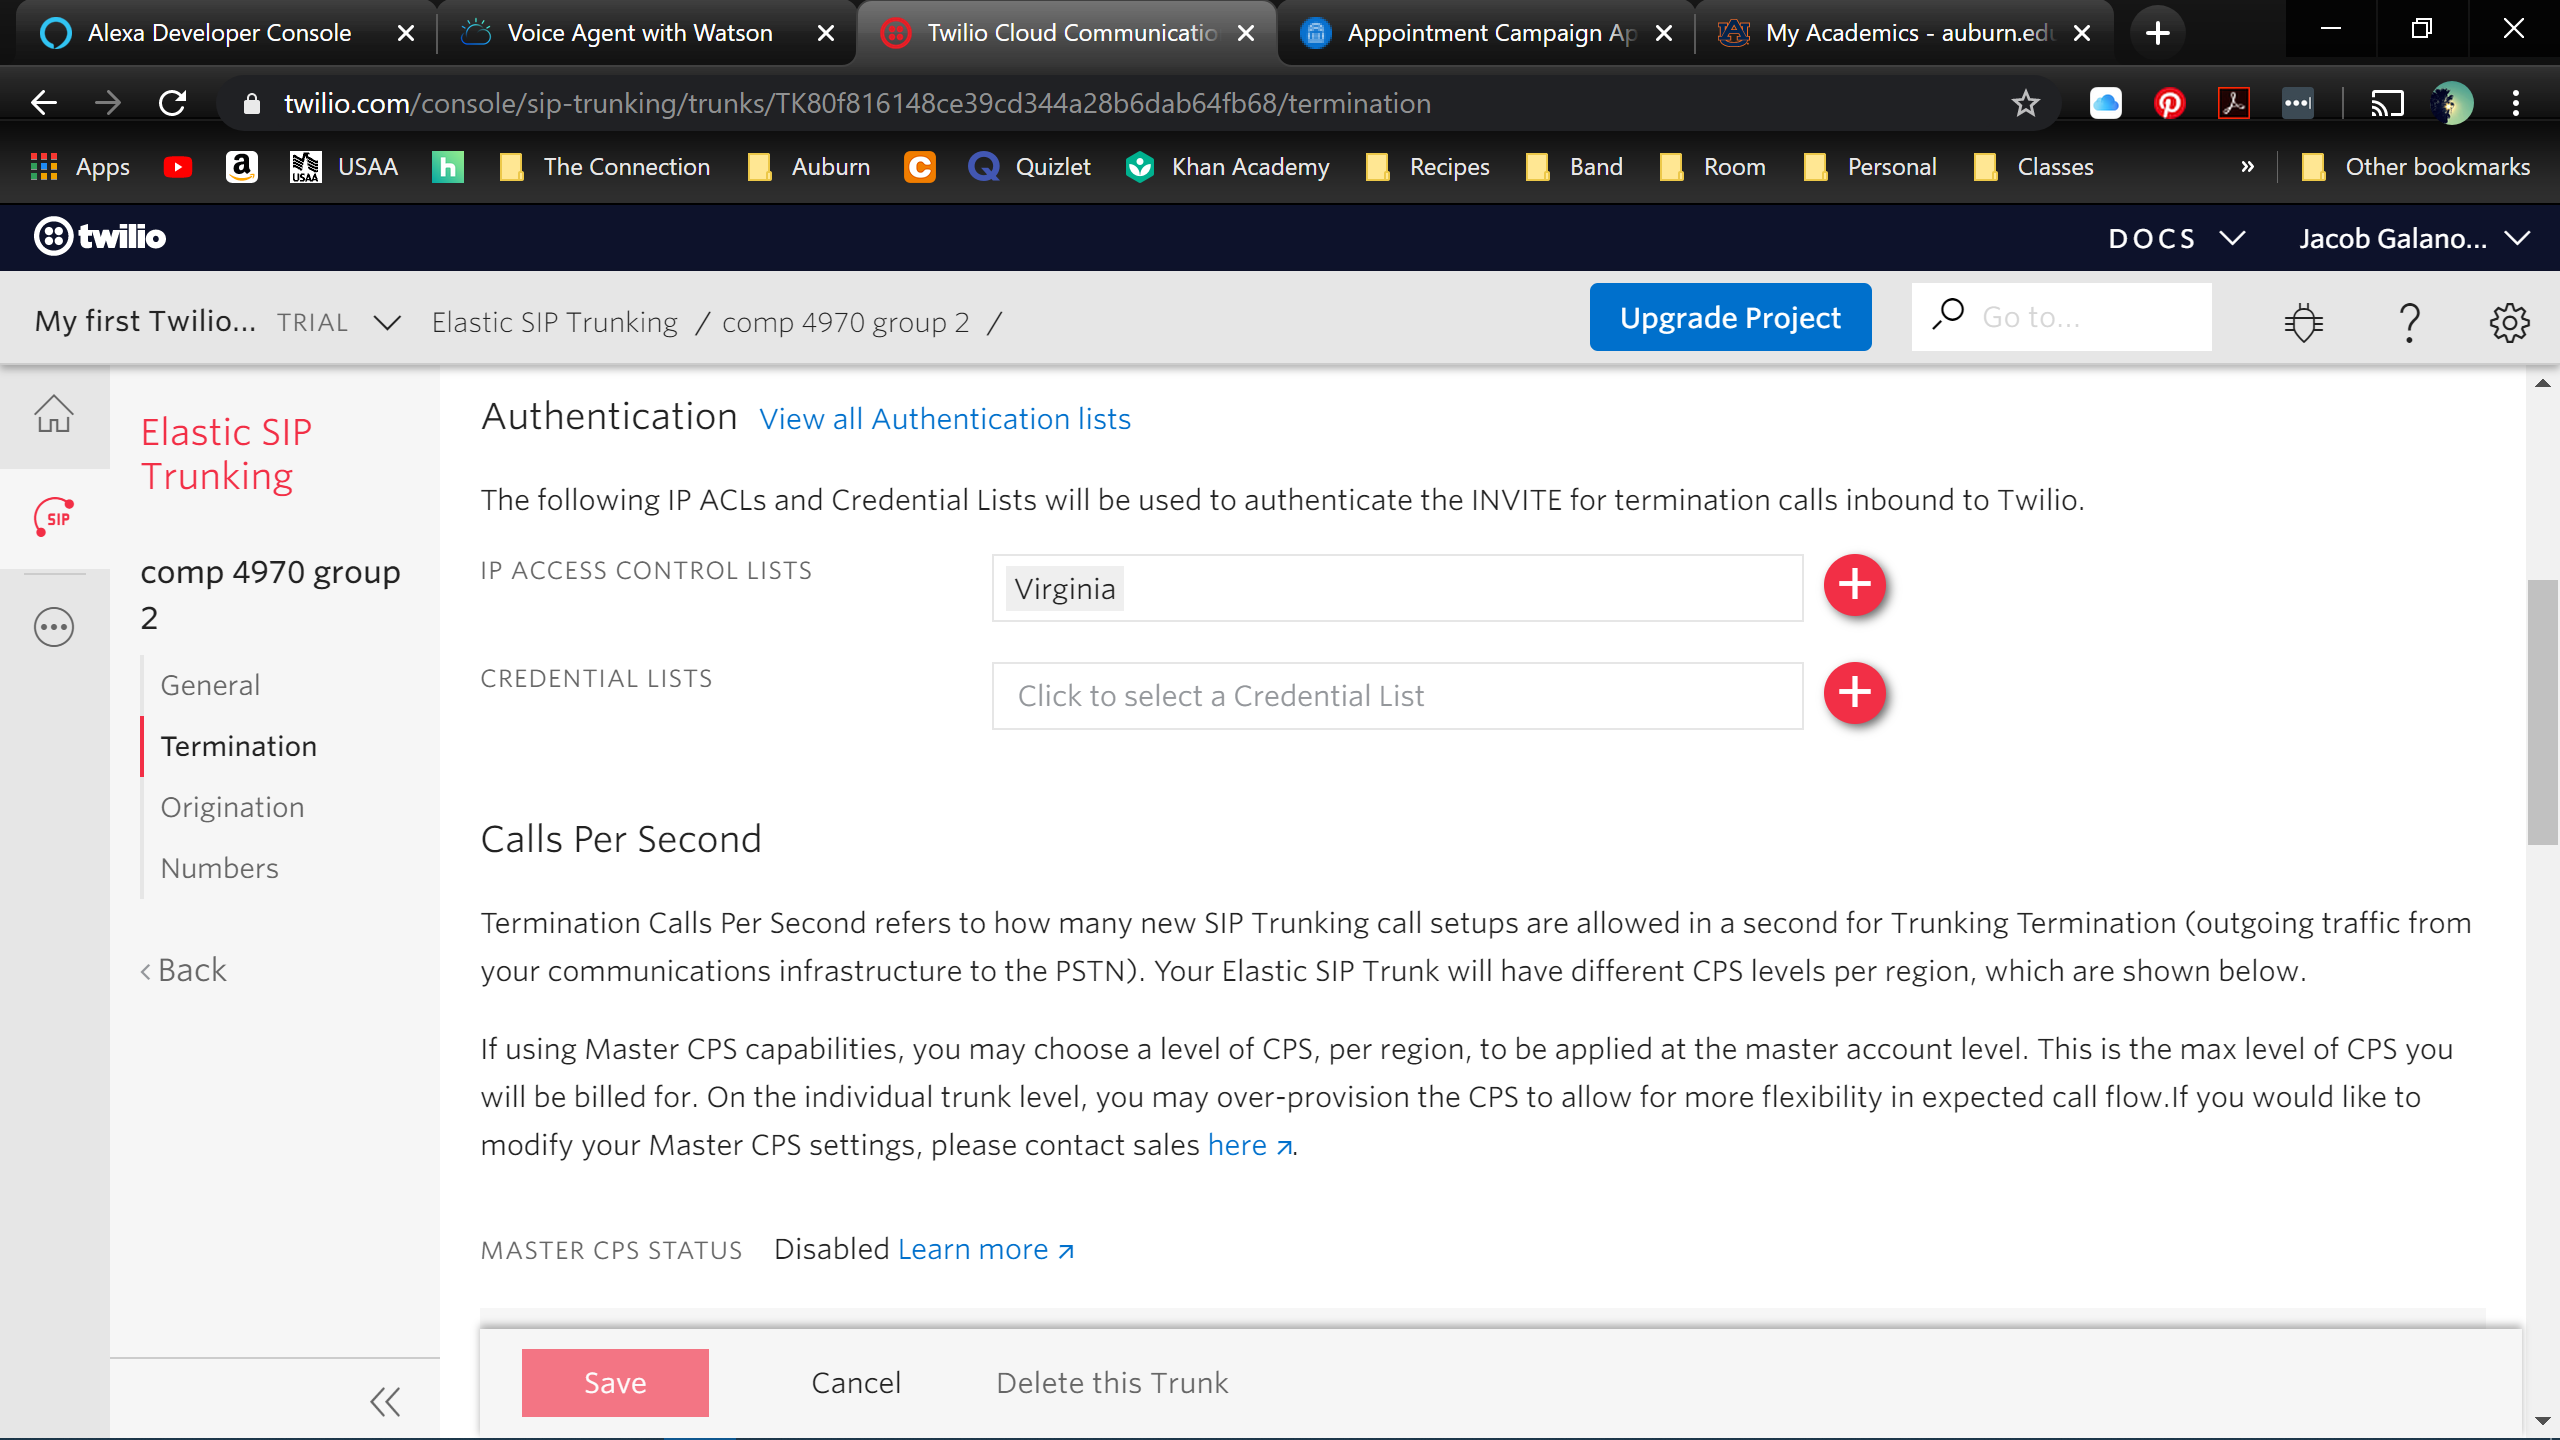 Alexa Developer Console
Voice Agent with Watson
Twilio Cloud Communicatio
Appointment Campaign Ap
My Academics - auburn.edu
twilio.com/console/sip-trunking/trunks/TK80f816148ce39cd344a28b6dab64fb68/termination
Apps
USAA
The Connection
Auburn
Quizlet
Khan Academy
Recipes
Band
Room
Personal
Classes
»
Other bookmarks
twilio
DOCS
Jacob Galano...
My first Twilio... TRIAL
Elastic SIP Trunking / comp 4970 group 2 /
Upgrade Project
Go to...
Elastic SIP
Trunking
SIP
comp 4970 group
2
General
Termination
Origination
Numbers
Back
Authentication View all Authentication lists
The following IP ACLs and Credential Lists will be used to authenticate the INVITE for termination calls inbound to Twilio.
IP ACCESS CONTROL LISTS
Virginia
CREDENTIAL LISTS
Click to select a Credential List
Calls Per Second
Termination Calls Per Second refers to how many new SIP Trunking call setups are allowed in a second for Trunking Termination (outgoing traffic from
your communications infrastructure to the PSTN). Your Elastic SIP Trunk will have different CPS levels per region, which are shown below.
If using Master CPS capabilities, you may choose a level of CPS, per region, to be applied at the master account level. This is the max level of CPS you
will be billed for. On the individual trunk level, you may over-provision the CPS to allow for more flexibility in expected call flow.If you would like to
modify your Master CPS settings, please contact sales here.
MASTER CPS STATUS Disabled Learn more
Save
Cancel
Delete this Trunk